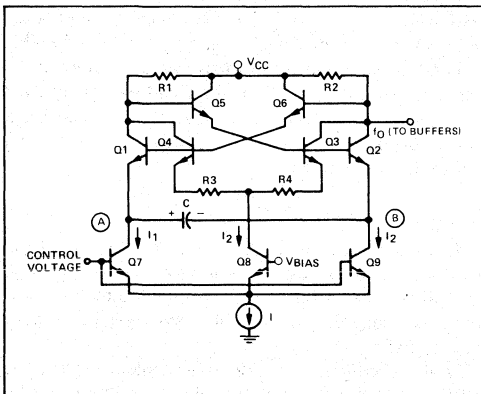 VCC
R1
R2
Q5
Q6
fO (TO BUFFERS)
Q1
Q4
Q3
Q2
R3
R4
A
+ C −
B
I1
I2
I2
CONTROL
VOLTAGE
Q7
Q8
VBIAS
Q9
I